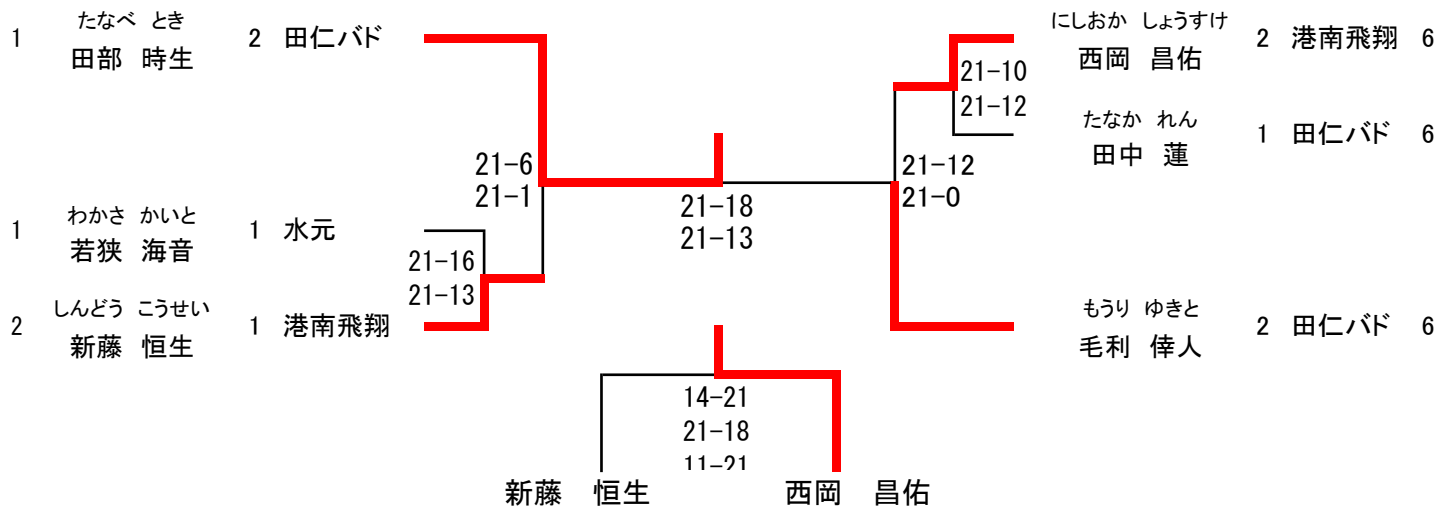 たなべ とき
1 田部 時生 2 田仁バド
わかさ かいと
1 若狭 海音 1 水元
しんどう こうせい
2 新藤 恒生 1 港南飛翔
21-6
21-1
21-16
21-13
21-18
21-13
にしおか しょうすけ
西岡 昌佑 2 港南飛翔 6
21-10
21-12
たなか れん
田中 蓮 1 田仁バド 6
21-12
21-0
もうり ゆきと
毛利 倖人 2 田仁バド 6
14-21
21-18
11-21
新藤 恒生 西岡 昌佑